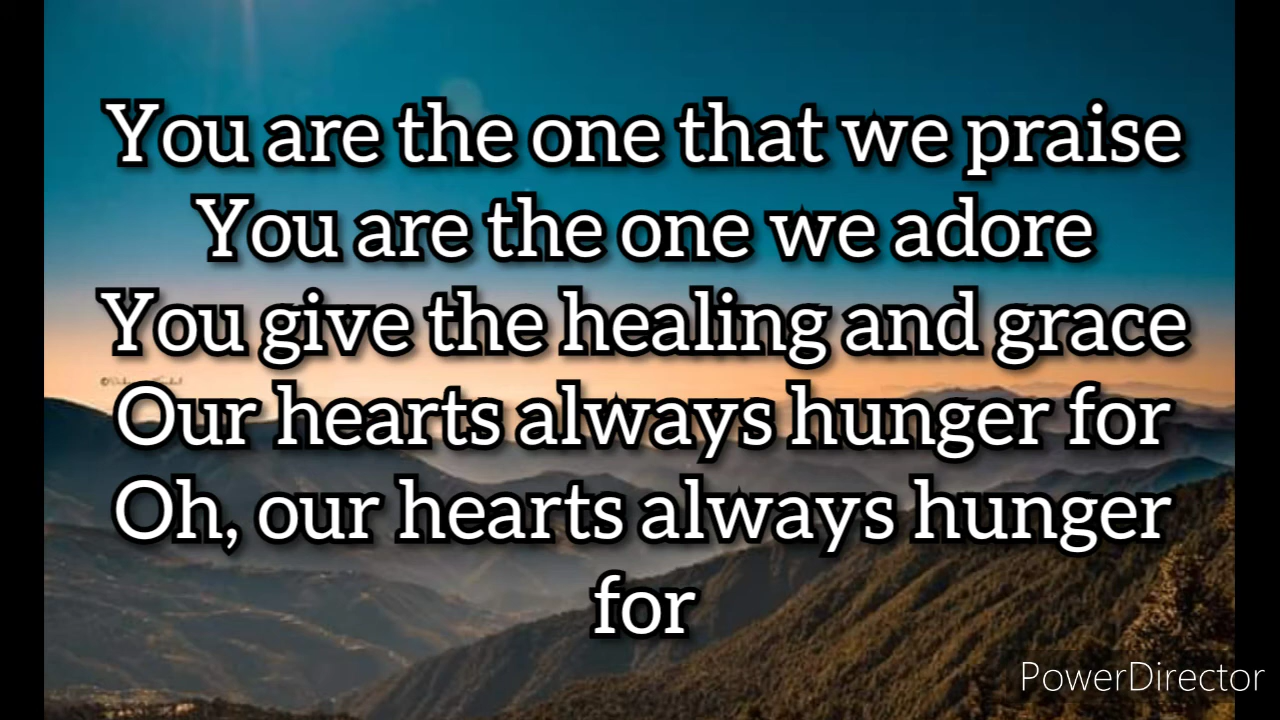 You are the one that we praise
You are the one we adore
You give the healing and grace
Our hearts always hunger for
Oh, our hearts always hunger
for
PowerDirector